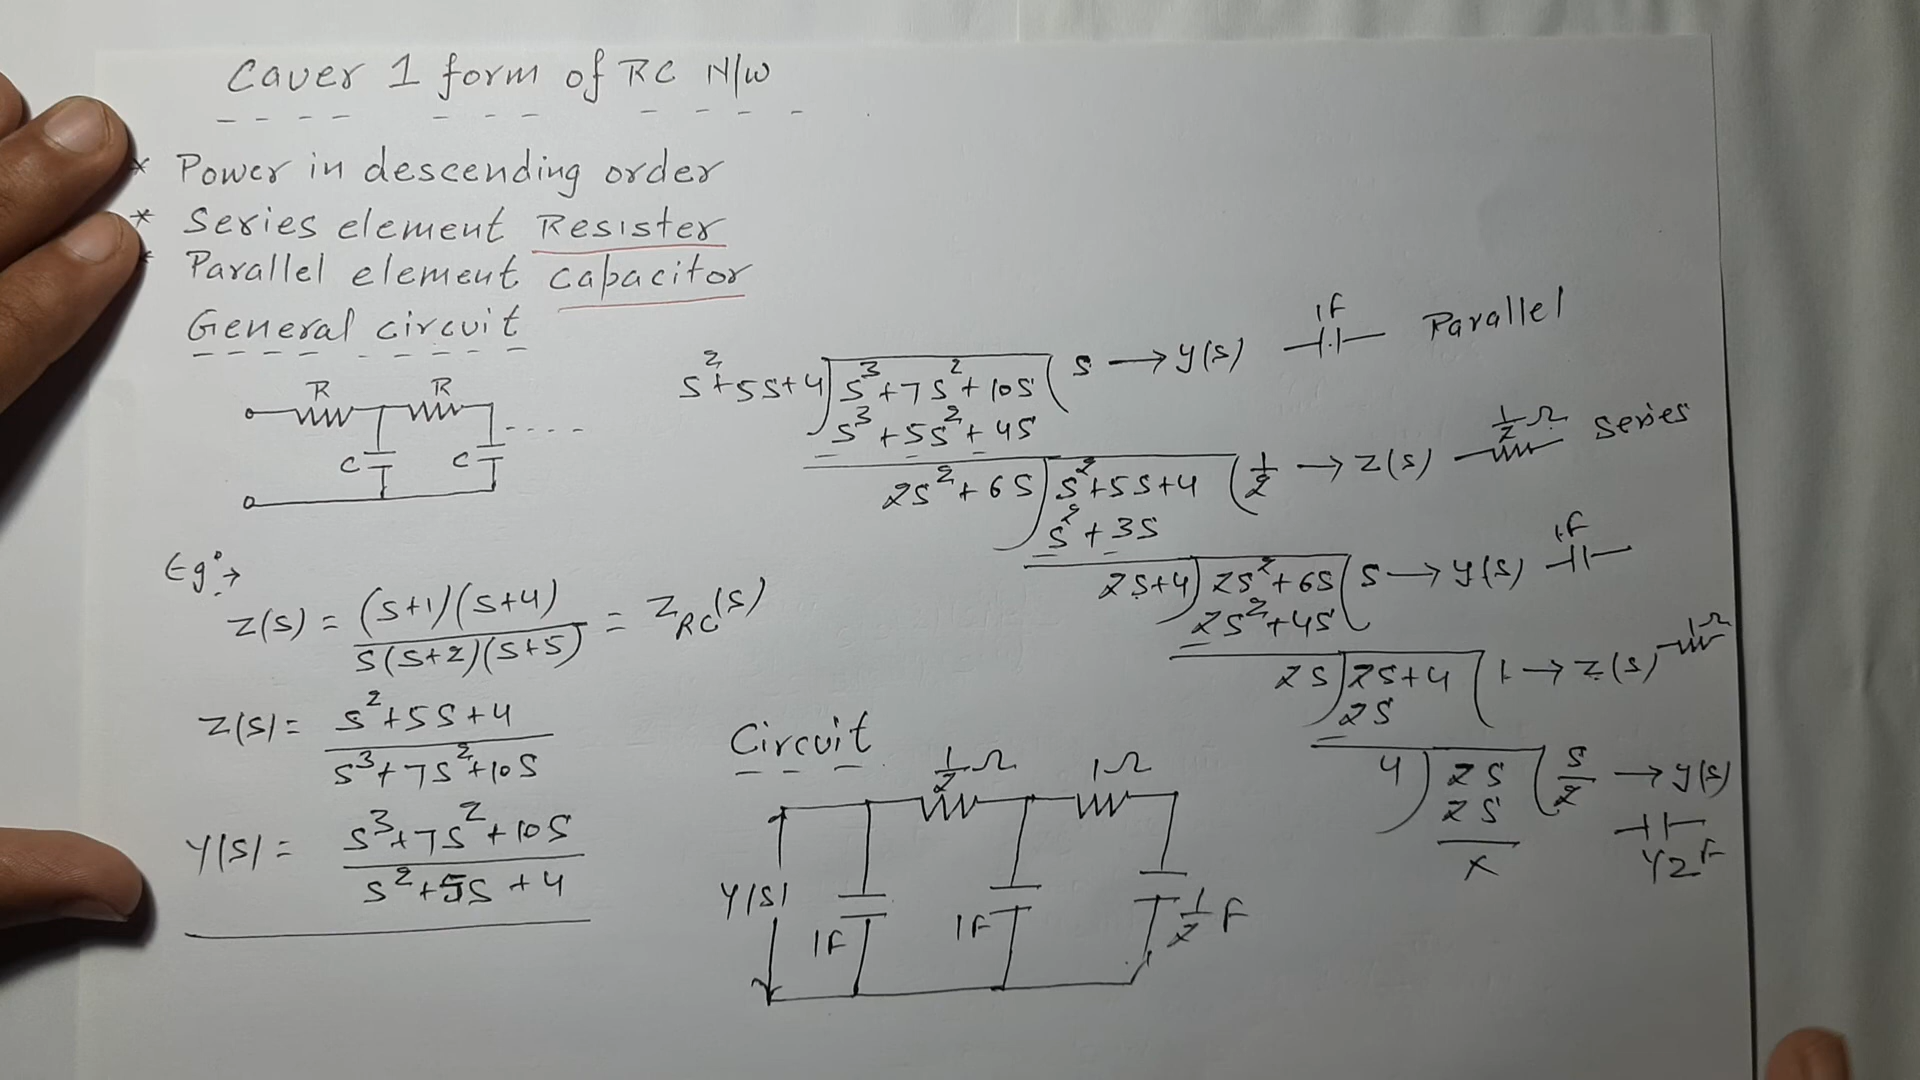 Cauer 1 form of RC N/W
* Power in descending order
* Series element Resister
* Parallel element capacitor
General circuit
R R
C C
Eg:→
Z(s) = (s+1)(s+4) / s(s+2)(s+5) = Z_RC(s)
Z(s) = s²+5s+4 / s³+7s²+10s
Y(s) = s³+7s²+10s / s²+5s+4
s²+5s+4) s³+7s²+10s ( s → Y(s) 1F Parallel
s³+5s²+4s
2s²+6s) s²+5s+4 ( 1/2 → Z(s) 1/2 Ω Series
s²+3s
2s+4) 2s²+6s ( s → Y(s) 1F
2s²+4s
2s) 2s+4 ( 1 → Z(s) 1Ω
2s
4) 2s ( s/2 → Y(s)
2s
x
1/2 F
Circuit
1/2 Ω 1Ω
Y(s)
1F 1F 1/2 F